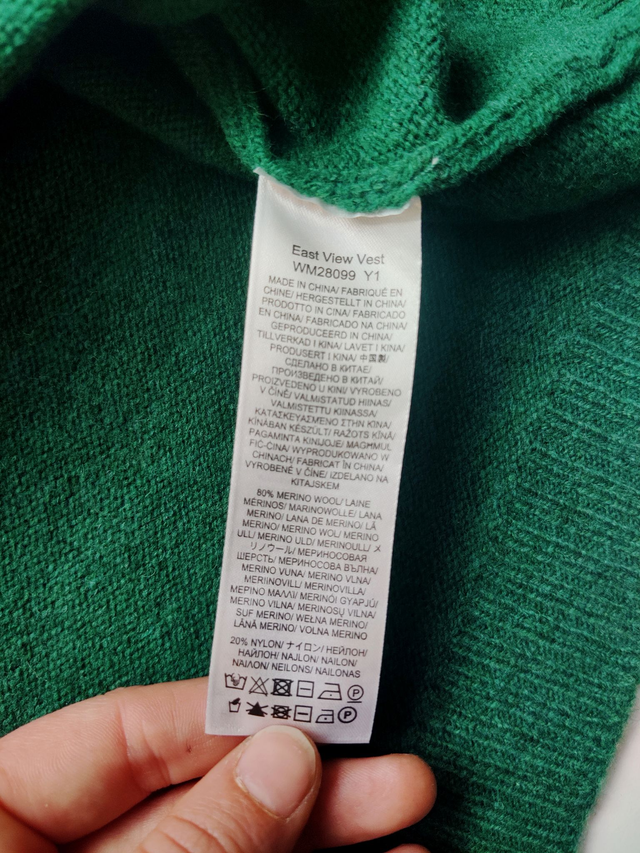 East View Vest
WM28099 Y1
MADE IN CHINA/ FABRIQUÉ EN
CHINE/ HERGESTELLT IN CHINA/
PRODOTTO IN CINA/ FABRICADO
EN CHINA/ FABRICADO NA CHINA/
GEPRODUCEERD IN CHINA/
TILLVERKAD I KINA/ LAVET I KINA/
PRODUSERT I KINA/ 中国製/
СДЕЛАНО В КИТАЕ/
ПРОИЗВЕДЕНО В КИТАЙ/
PROIZVEDENO U KINI/ VYROBENO
V ČÍNĚ/ VALMISTATUD HIINAS/
VALMISTETTU KIINASSA/
ΚΑΤΑΣΚΕΥΑΣΜΕΝΟ ΣΤΗΝ ΚΙΝΑ/
KÍNÁBAN KÉSZÜLT/ RAŽOTS ĶĪNĀ/
PAGAMINTA KINIJOJE/ MAGHMUL
FIĊ-ĊINA/ WYPRODUKOWANO W
CHINACH/ FABRICAT ÎN CHINA/
VYROBENÉ V ČÍNE/ IZDELANO NA
KITAJSKEM
80% MERINO WOOL/ LAINE
MÉRINOS/ MARINOWOLLE/ LANA
MERINO/ LANA DE MERINO/ LÃ
MERINO/ MERINO WOL/ MERINO
ULL/ MERINO ULD/ MERINOULL/ メ
リノウール/ МЕРИНОСОВАЯ
ШЕРСТЬ/ МЕРИНОСОВА ВЪЛНА/
MERINO VUNA/ MERINO VLNA/
MERINOVILL/ MERINOVILLA/
ΜΕΡΙΝΟ ΜΑΛΛΙ/ MERINÓI GYAPJÚ/
MERINO VILNA/ MERINOSŲ VILNA/
SUF MERINO/ WEŁNA MERINO/
LÂNĂ MERINO/ VOLNA MERINO
20% NYLON/ ナイロン/ НЕЙЛОН/
НАЙЛОН/ NAJLON/ NAILON/
ΝΑΪΛΟΝ/ NEILONS/ NAILONAS
P
P